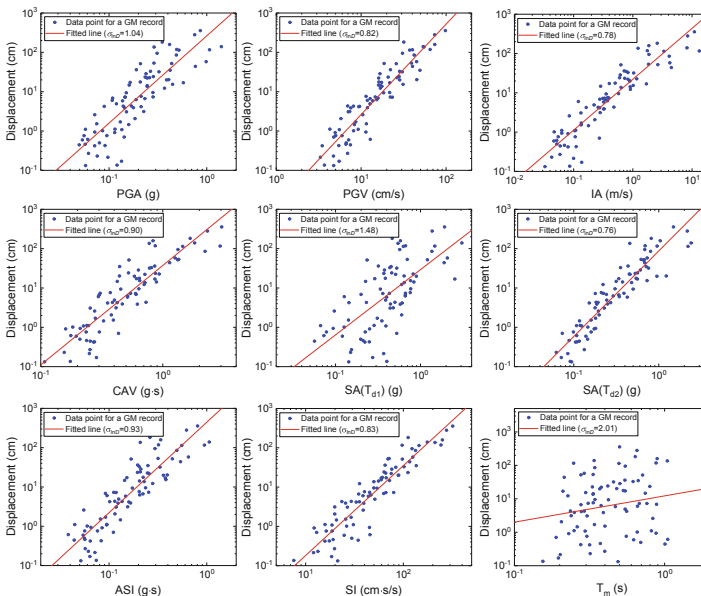 Displacement (cm)
10³
10²
10¹
10⁰
10⁻¹
Data point for a GM record
Fitted line (σlnD=1.04)
10⁻¹
10⁰
PGA (g)
Displacement (cm)
10³
10²
10¹
10⁰
10⁻¹
Data point for a GM record
Fitted line (σlnD=0.82)
10⁰
10¹
10²
PGV (cm/s)
Displacement (cm)
10³
10²
10¹
10⁰
10⁻¹
Data point for a GM record
Fitted line (σlnD=0.78)
10⁻²
10⁻¹
10⁰
10¹
IA (m/s)
Displacement (cm)
10³
10²
10¹
10⁰
10⁻¹
Data point for a GM record
Fitted line (σlnD=0.90)
10⁻¹
10⁰
CAV (g·s)
Displacement (cm)
10³
10²
10¹
10⁰
10⁻¹
Data point for a GM record
Fitted line (σlnD=1.48)
10⁻¹
10⁰
SA(Td1) (g)
Displacement (cm)
10³
10²
10¹
10⁰
10⁻¹
Data point for a GM record
Fitted line (σlnD=0.76)
10⁻¹
10⁰
SA(Td2) (g)
Displacement (cm)
10³
10²
10¹
10⁰
10⁻¹
Data point for a GM record
Fitted line (σlnD=0.93)
10⁻¹
10⁰
ASI (g·s)
Displacement (cm)
10³
10²
10¹
10⁰
10⁻¹
Data point for a GM record
Fitted line (σlnD=0.83)
10¹
10²
SI (cm·s/s)
Displacement (cm)
10³
10²
10¹
10⁰
10⁻¹
Data point for a GM record
Fitted line (σlnD=2.01)
10⁻¹
10⁰
Tm (s)